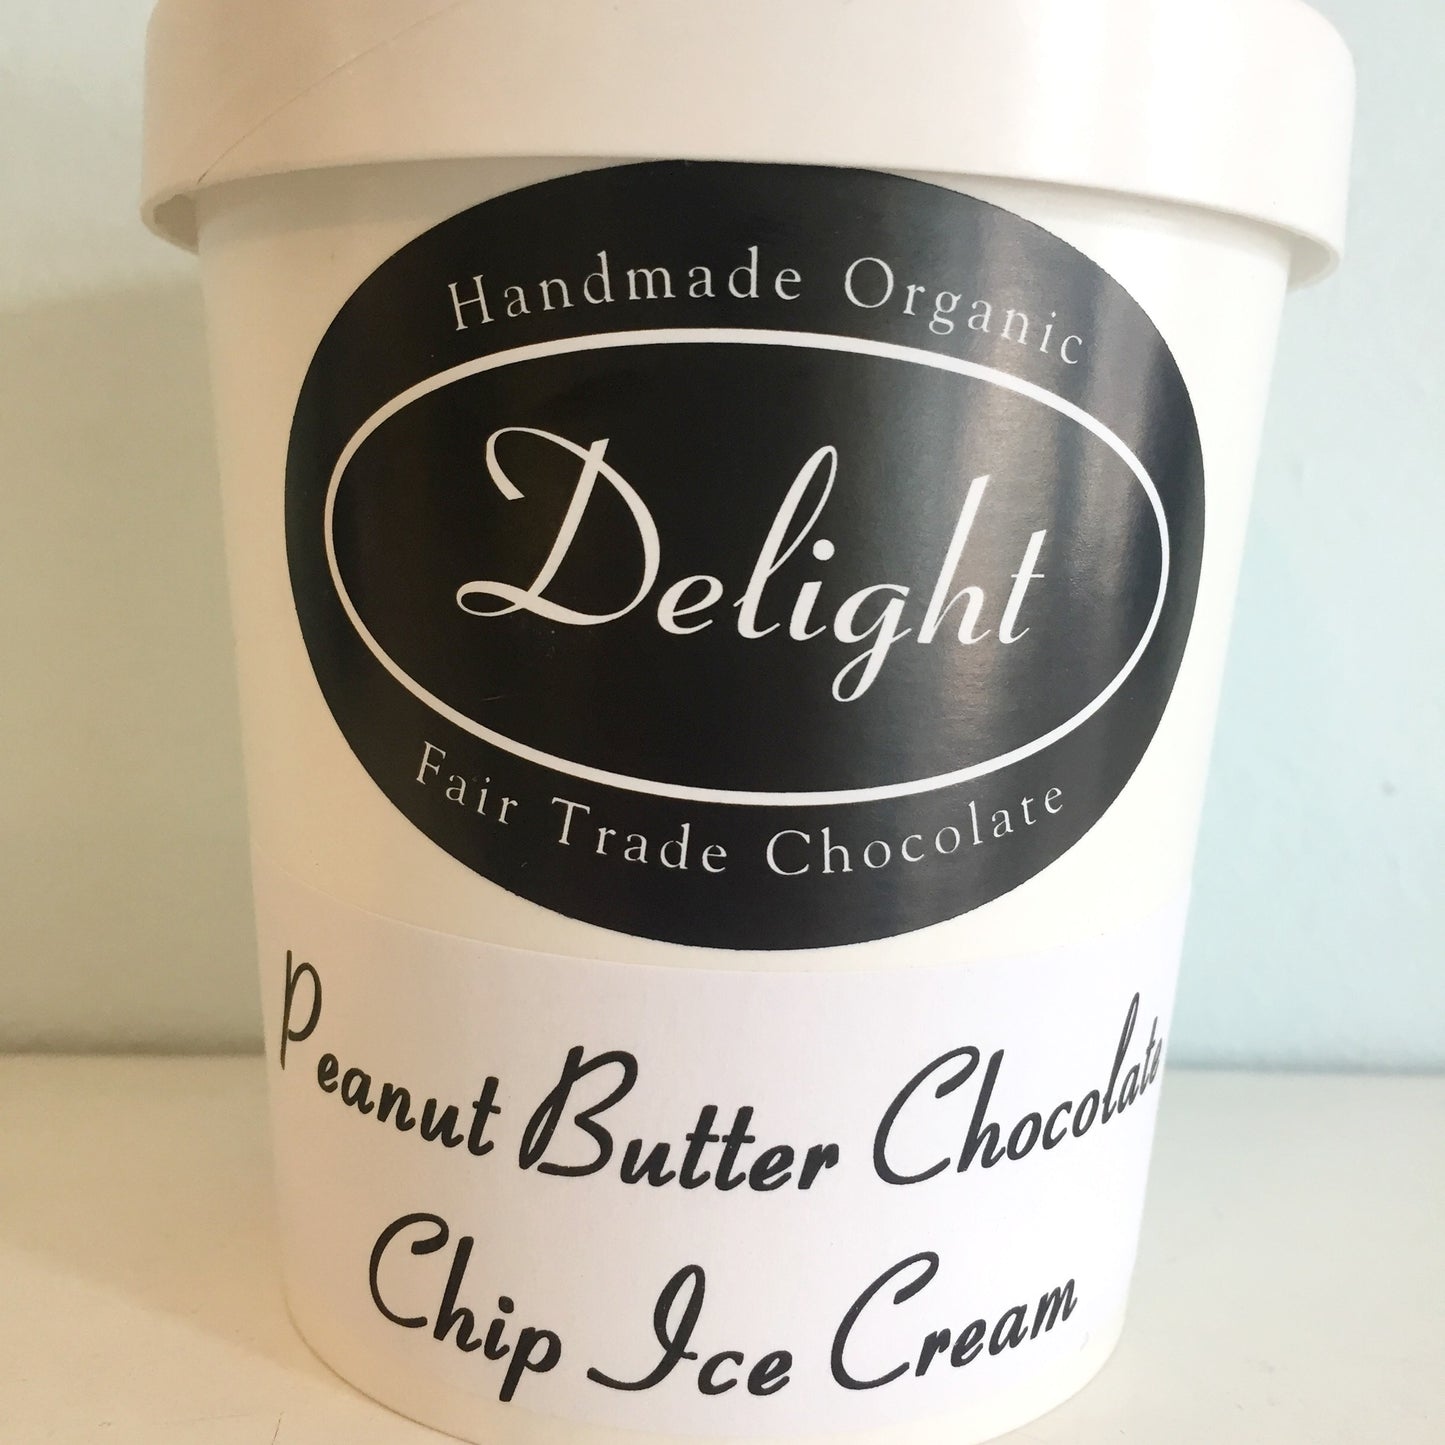 Handmade Organic
Delight
Fair Trade Chocolate
Peanut Butter Chocolate
Chip Ice Cream